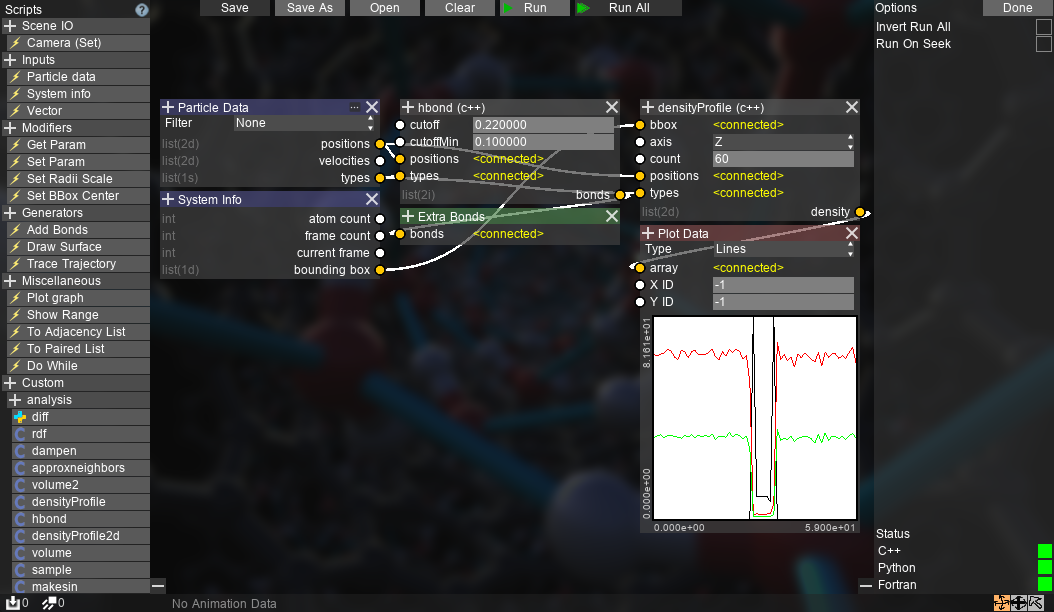 Scripts
?
Save
Save As
Open
Clear
Run
Run All
Options
Done
Scene IO
Camera (Set)
Inputs
Particle data
System info
Vector
Modifiers
Get Param
Set Param
Set Radii Scale
Set BBox Center
Generators
Add Bonds
Draw Surface
Trace Trajectory
Miscellaneous
Plot graph
Show Range
To Adjacency List
To Paired List
Do While
Custom
analysis
diff
rdf
dampen
approxneighbors
volume2
densityProfile
hbond
densityProfile2d
volume
sample
makesin
0
0
No Animation Data
Particle Data
...
Filter
None
list(2d) positions
list(2d) velocities
list(1s) types
System Info
int atom count
int frame count
int current frame
list(1d) bounding box
hbond (c++)
cutoff 0.220000
cutoffMin 0.100000
positions <connected>
types <connected>
list(2i) bonds
Extra Bonds
bonds <connected>
densityProfile (c++)
bbox <connected>
axis Z
count 60
positions <connected>
types <connected>
list(2d) density
Plot Data
Type Lines
array <connected>
X ID -1
Y ID -1
8.161e+01
0.000e+00
0.000e+00 5.900e+01
Invert Run All
Run On Seek
Status
C++
Python
Fortran